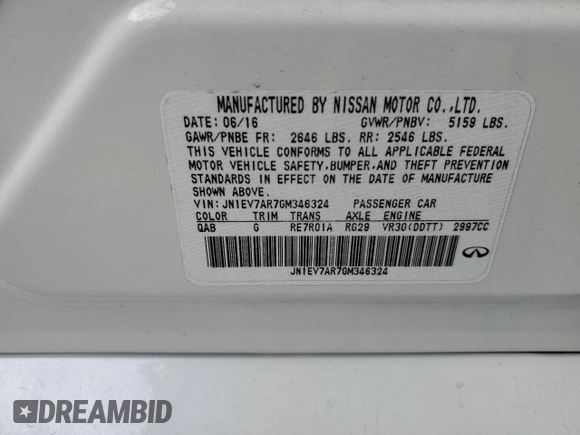 MANUFACTURED BY NISSAN MOTOR CO.,LTD.
DATE: 06/16 GVWR/PNBV: 5159 LBS.
GAWR/PNBE FR: 2646 LBS. RR: 2546 LBS.
THIS VEHICLE CONFORMS TO ALL APPLICABLE FEDERAL
MOTOR VEHICLE SAFETY,BUMPER,AND THEFT PREVENTION
STANDARDS IN EFFECT ON THE DATE OF MANUFACTURE
SHOWN ABOVE.
VIN: JN1EV7AR7GM346324 PASSENGER CAR
COLOR TRIM TRANS AXLE ENGINE
QAB G RE7R01A RG29 VR30(DDTT) 2997CC
JN1EV7AR7GM346324
INFINITI
DREAMBID